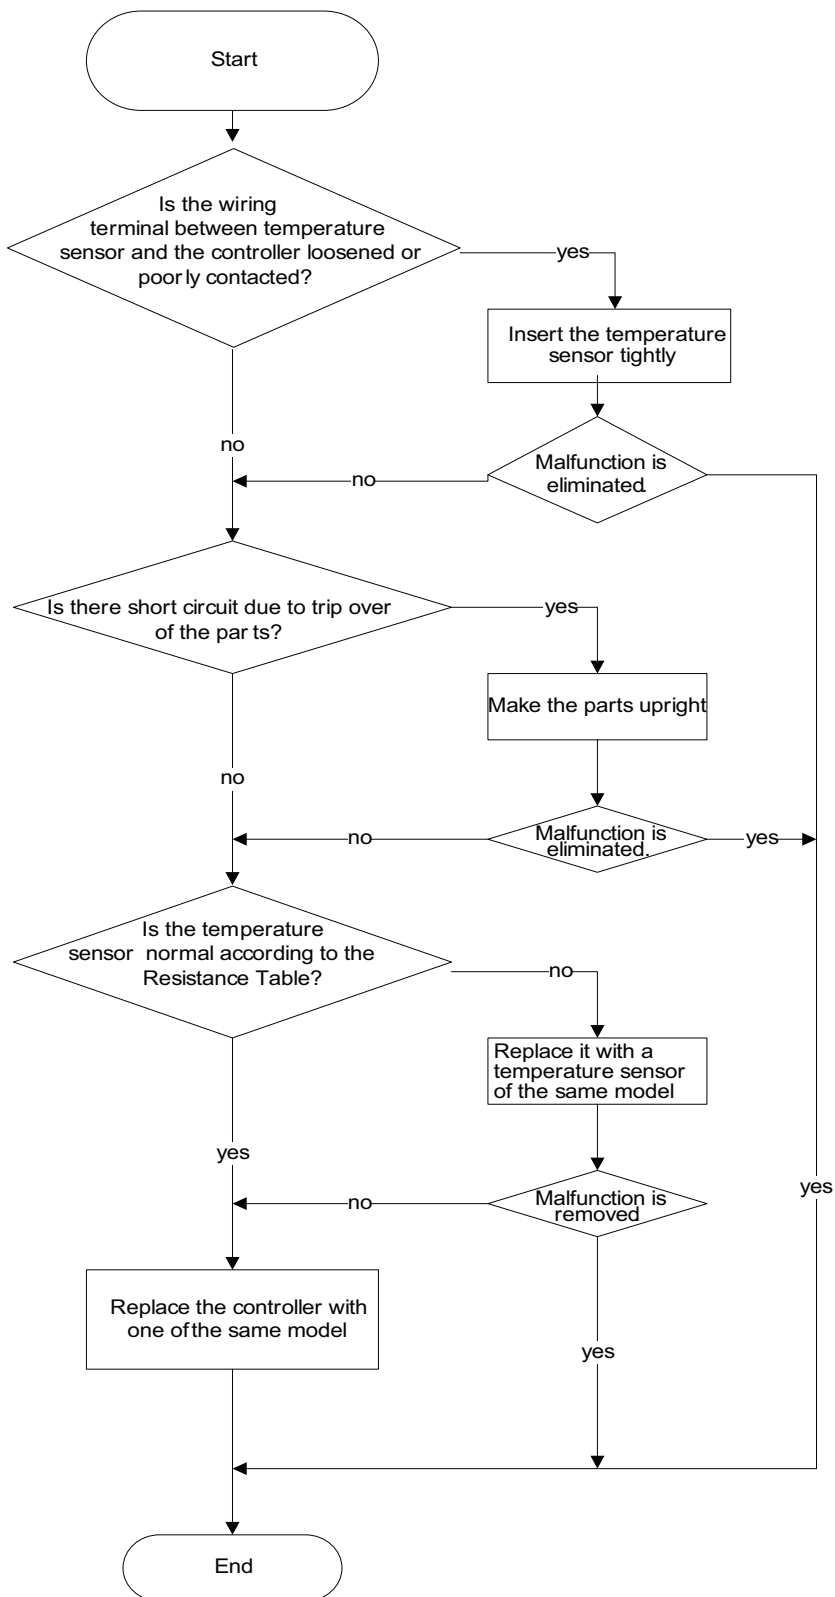 Start
Is the wiring
terminal between temperature
sensor and the controller loosened or
poorly contacted?
yes
Insert the temperature
sensor tightly
no
Malfunction is
eliminated.
no
Is there short circuit due to trip over
of the parts?
yes
Make the parts upright
no
Malfunction is
eliminated.
no
yes
Is the temperature
sensor normal according to the
Resistance Table?
no
Replace it with a
temperature sensor
of the same model
yes
yes
Malfunction is
removed
no
Replace the controller with
one of the same model
yes
End